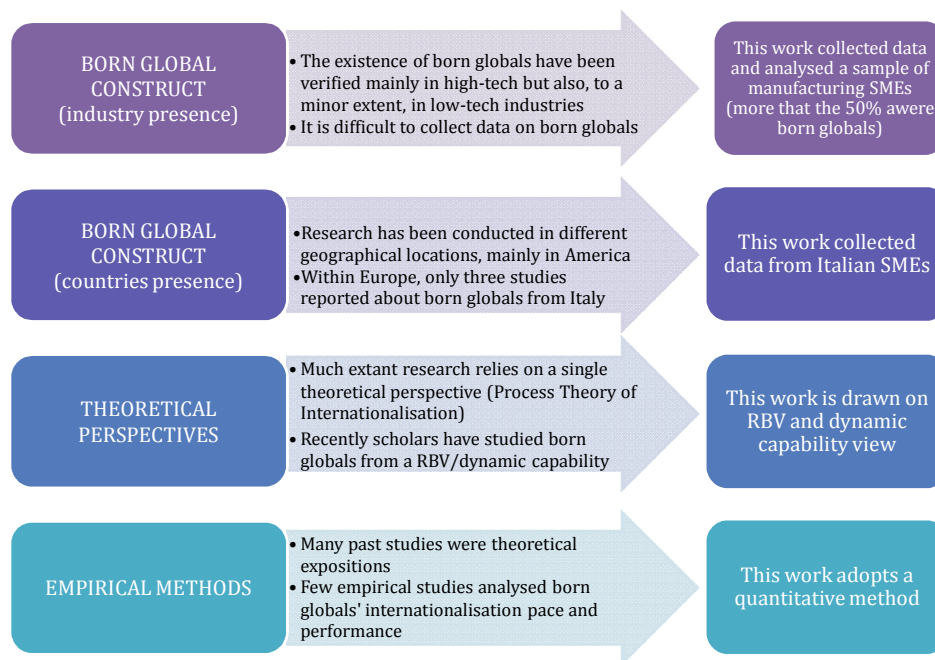 BORN GLOBAL
CONSTRUCT
(industry presence)
• The existence of born globals have been
verified mainly in high-tech but also, to a
minor extent, in low-tech industries
• It is difficult to collect data on born globals
This work collected data
and analysed a sample of
manufacturing SMEs
(more that the 50% awere
born globals)
BORN GLOBAL
CONSTRUCT
(countries presence)
•Research has been conducted in different
geographical locations, mainly in America
•Within Europe, only three studies
reported about born globals from Italy
This work collected
data from Italian SMEs
THEORETICAL
PERSPECTIVES
• Much extant research relies on a single
theoretical perspective (Process Theory of
Internationalisation)
• Recently scholars have studied born
globals from a RBV/dynamic capability
This work is drawn on
RBV and dynamic
capability view
EMPIRICAL METHODS
• Many past studies were theoretical
expositions
• Few empirical studies analysed born
globals' internationalisation pace and
performance
This work adopts a
quantitative method